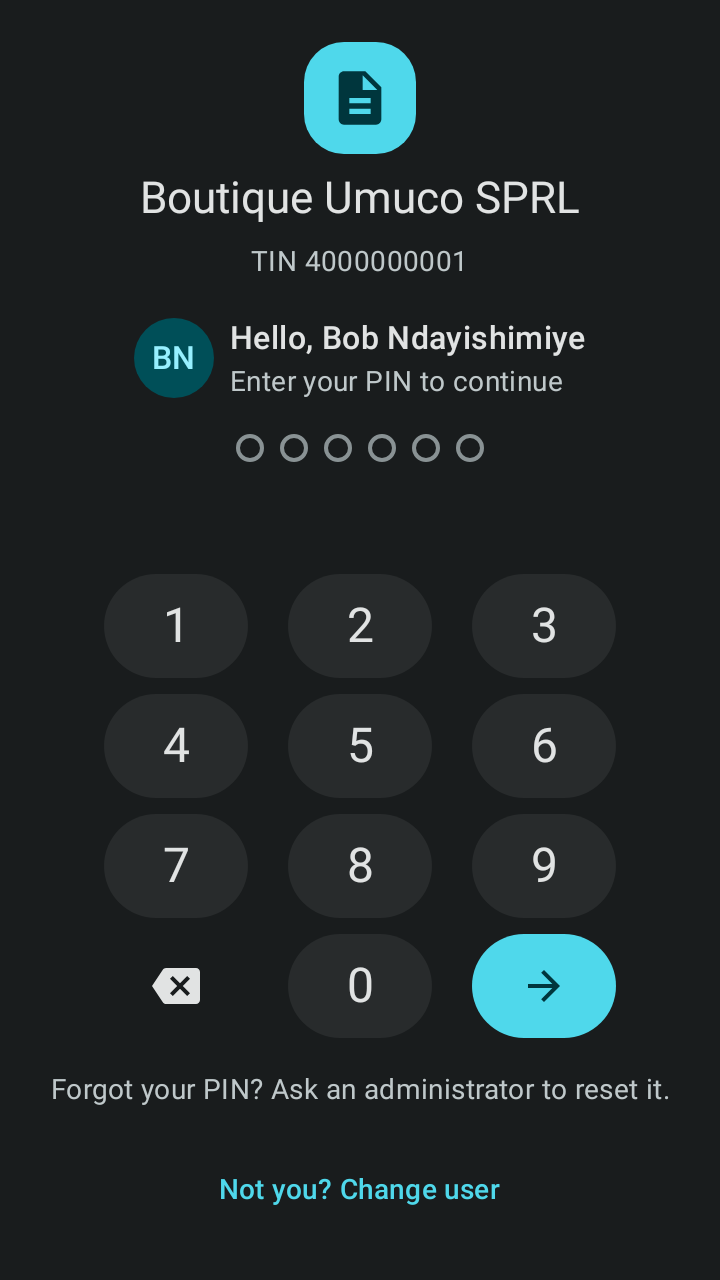 Boutique Umuco SPRL
TIN 4000000001
BN
Hello, Bob Ndayishimiye
Enter your PIN to continue
1 2 3
4 5 6
7 8 9
0
Forgot your PIN? Ask an administrator to reset it.
Not you? Change user